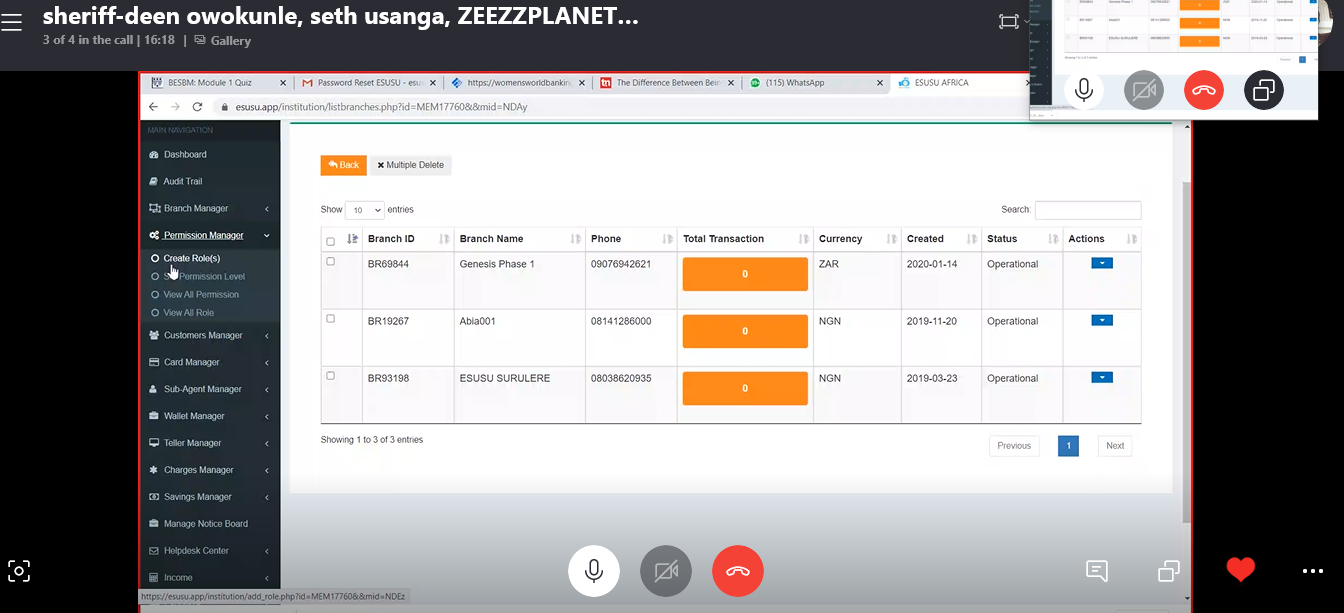 sheriff-deen owokunle, seth usanga, ZEEZZPLANET...
3 of 4 in the call | 16:18 | Gallery
BESBM: Module 1 Quiz
Password Reset ESUSU - esu
https://womensworldbanking
The Difference Between Bein
(115) WhatsApp
ESUSU AFRICA
esusu.app/institution/listbranches.php?id=MEM17760&&mid=NDAy
MAIN NAVIGATION
Dashboard
Audit Trail
Branch Manager
Permission Manager
Create Role(s)
Permission Level
View All Permission
View All Role
Customers Manager
Card Manager
Sub-Agent Manager
Wallet Manager
Teller Manager
Charges Manager
Savings Manager
Manage Notice Board
Helpdesk Center
Income
Back Multiple Delete
Show 10 entries Search:
Branch ID Branch Name Phone Total Transaction Currency Created Status Actions
BR69844 Genesis Phase 1 09076942621 0 ZAR 2020-01-14 Operational
BR19267 Abia001 08141286000 0 NGN 2019-11-20 Operational
BR93198 ESUSU SURULERE 08038620935 0 NGN 2019-03-23 Operational
Showing 1 to 3 of 3 entries
Previous 1 Next
https://esusu.app/institution/add_role.php?id=MEM17760&&mid=NDEz